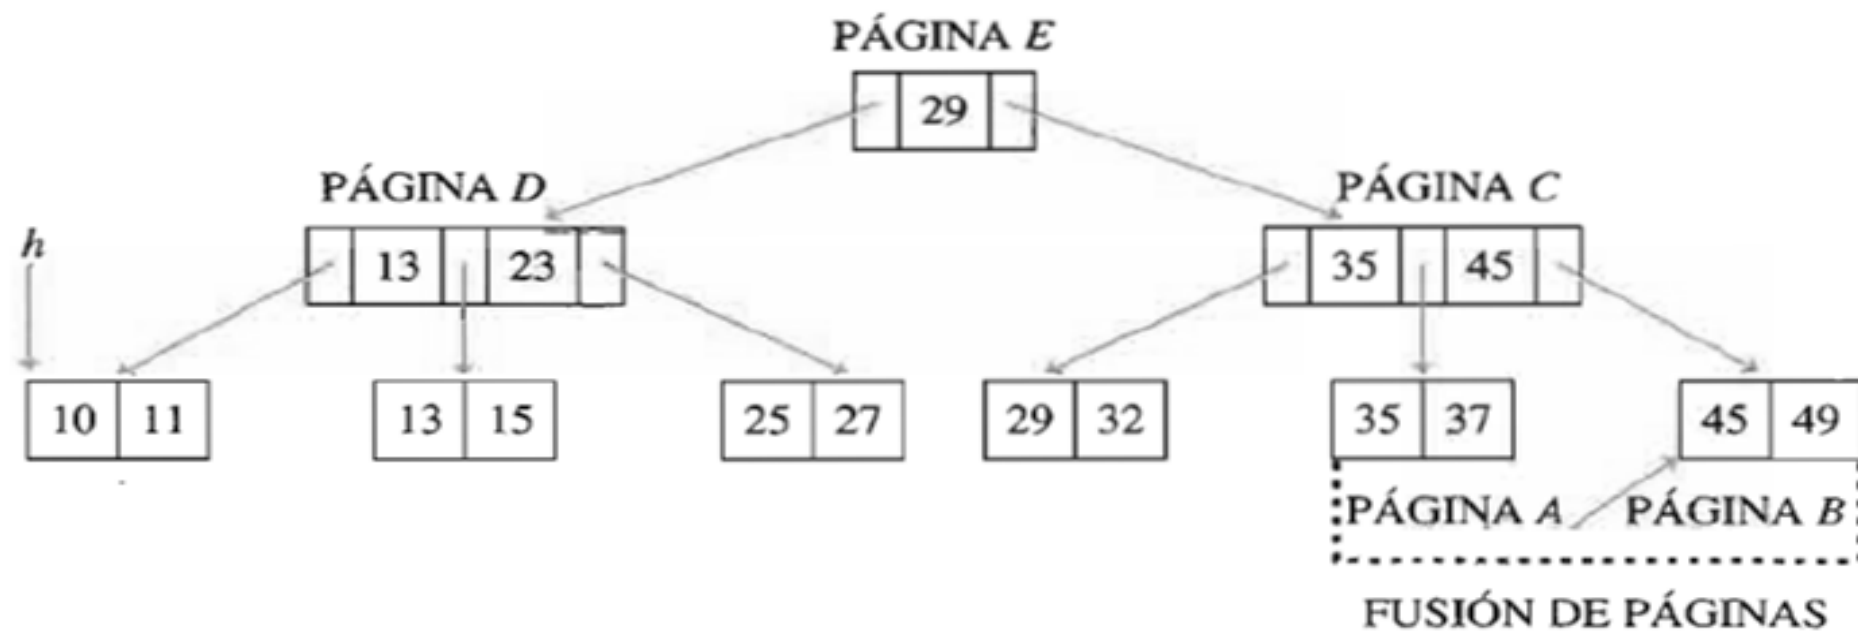 PÁGINA E
29
PÁGINA D
PÁGINA C
h
13 23
35 45
10 11
13 15
25 27
29 32
35 37
45 49
PÁGINA A
PÁGINA B
FUSIÓN DE PÁGINAS